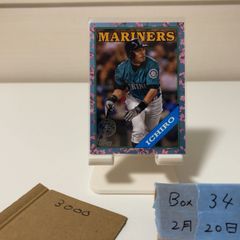 MARINERS
ICHIRO
3000
Box 34
2月 20日